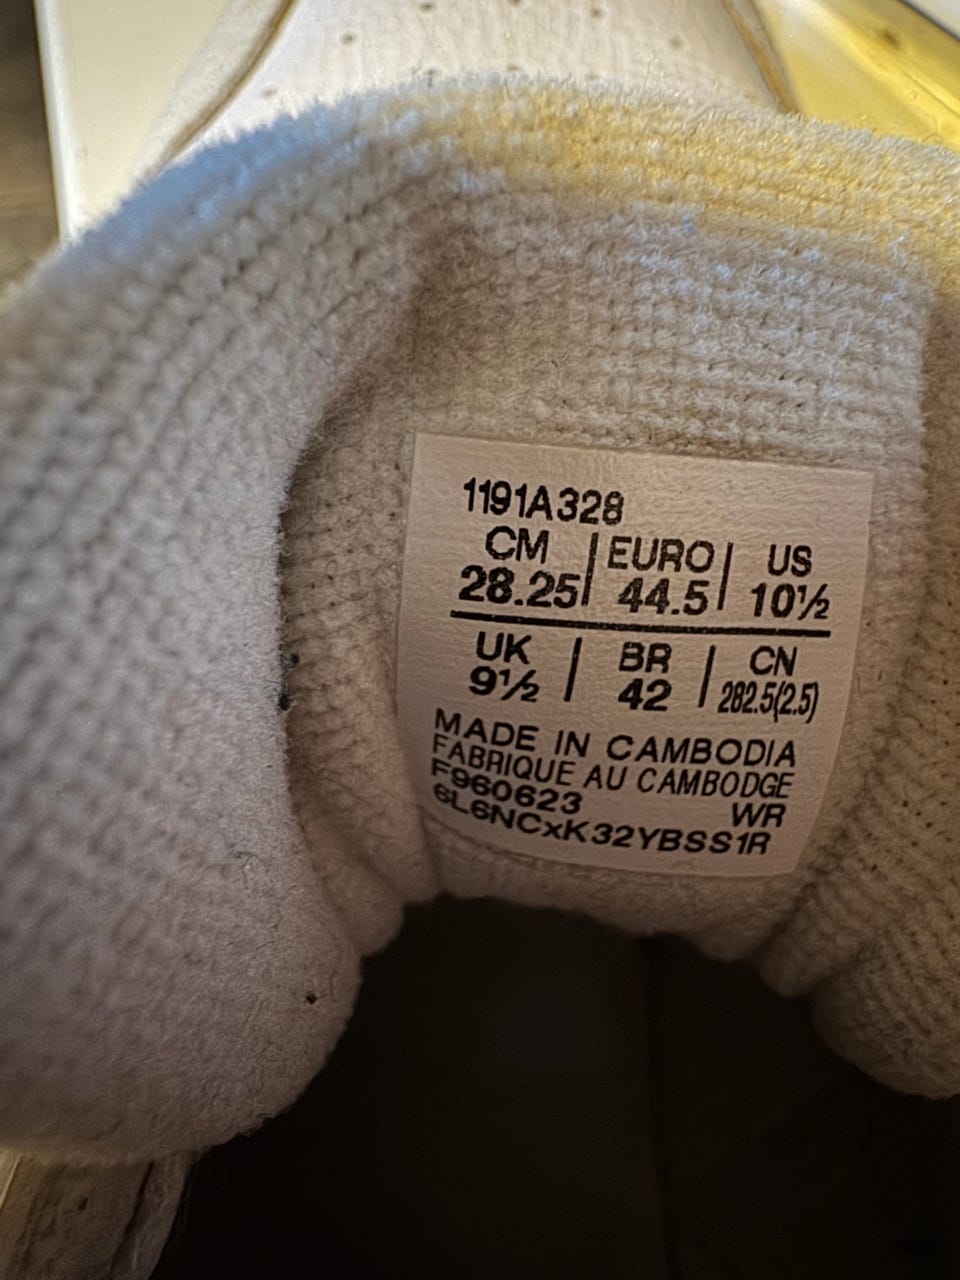 1191A328
CM | EURO | US
28.25 | 44.5 | 10½
UK | BR | CN
9½ | 42 | 282.5(2.5)
MADE IN CAMBODIA
FABRIQUE AU CAMBODGE
F960623 WR
6L6NCxK32YBSS1R